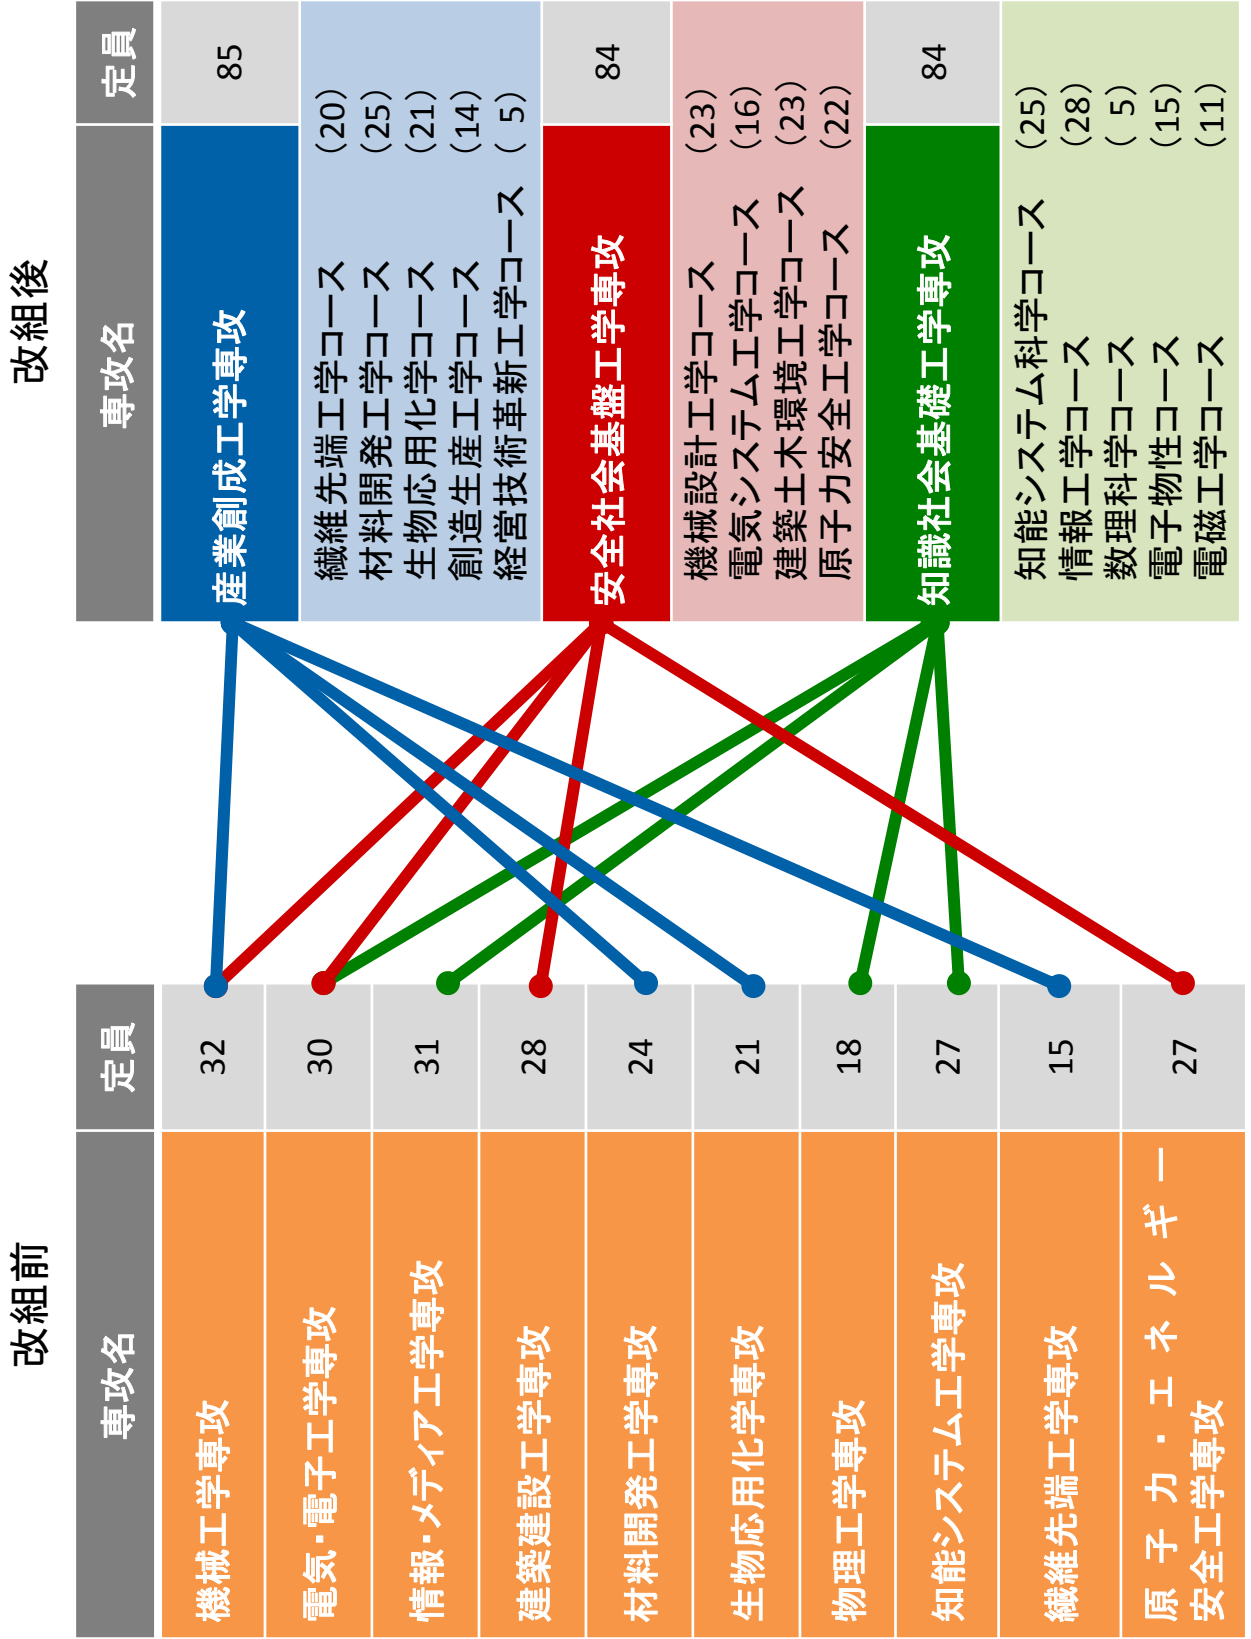 改組前
専攻名 定員
機械工学専攻 32
電気・電子工学専攻 30
情報・メディア工学専攻 31
建築建設工学専攻 28
材料開発工学専攻 24
生物応用化学専攻 21
物理工学専攻 18
知能システム工学専攻 27
繊維先端工学専攻 15
原子力・エネルギー
安全工学専攻 27
改組後
専攻名 定員
産業創成工学専攻 85
繊維先端工学コース (20)
材料開発工学コース (25)
生物応用化学コース (21)
創造生産工学コース (14)
経営技術革新工学コース ( 5)
安全社会基盤工学専攻 84
機械設計工学コース (23)
電気システム工学コース (16)
建築土木環境工学コース (23)
原子力安全工学コース (22)
知識社会基礎工学専攻 84
知能システム科学コース (25)
情報工学コース (28)
数理科学コース ( 5)
電子物性コース (15)
電磁工学コース (11)